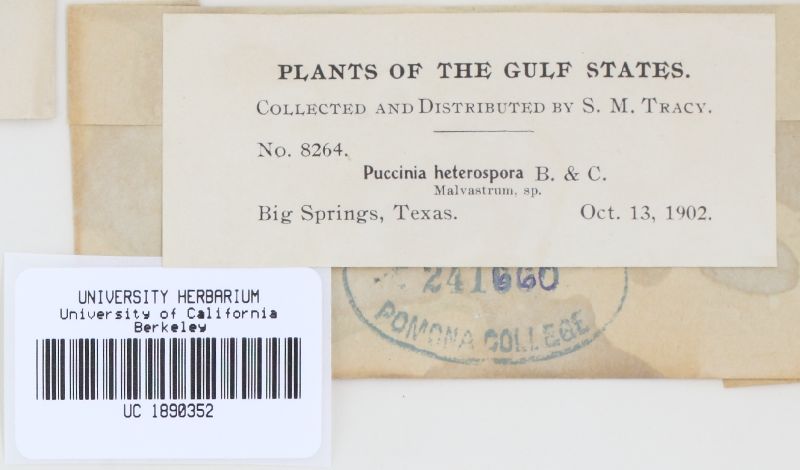 PLANTS OF THE GULF STATES.
COLLECTED AND DISTRIBUTED BY S. M. TRACY.
No. 8264.
Puccinia heterospora B. & C.
Malvastrum, sp.
Big Springs, Texas. Oct. 13, 1902.
241660
POMONA COLLEGE
UNIVERSITY HERBARIUM
University of California
Berkeley
UC 1890352